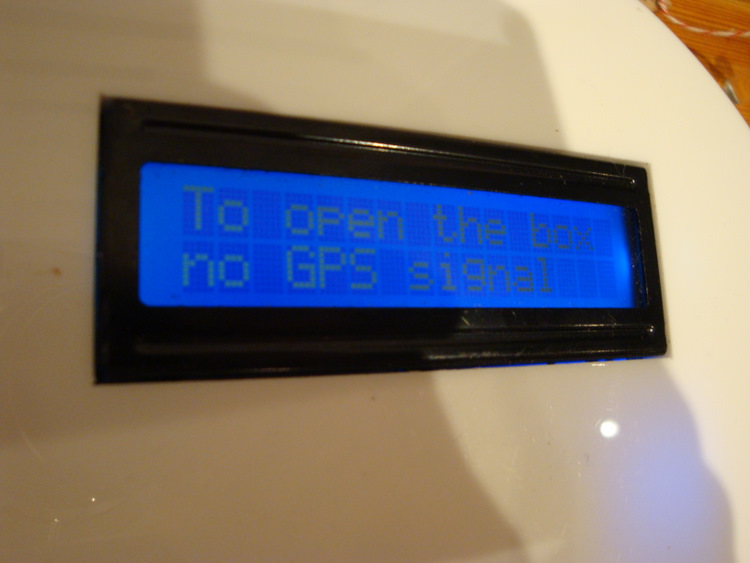 To open the box
no GPS signal